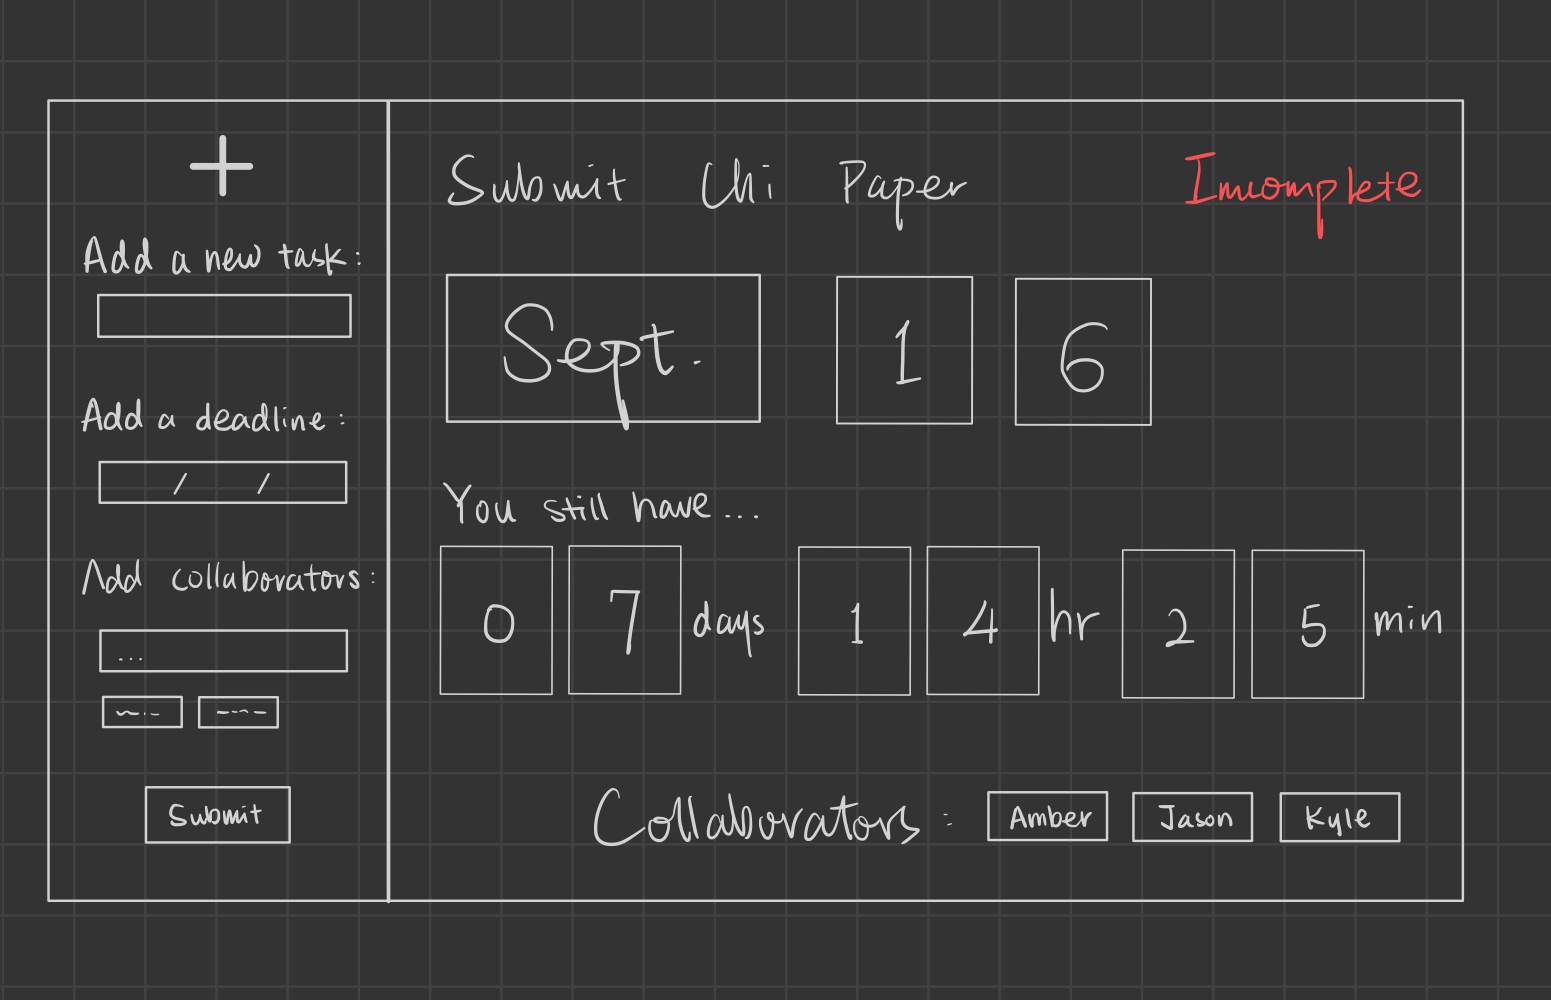 +
Add a new task:
Add a deadline:
/ /
Add collaborators:
...
Submit
Submit Chi Paper
Incomplete
Sept. 1 6
You still have...
0 7 days 1 4 hr 2 5 min
Collaborators: Amber Jason Kyle